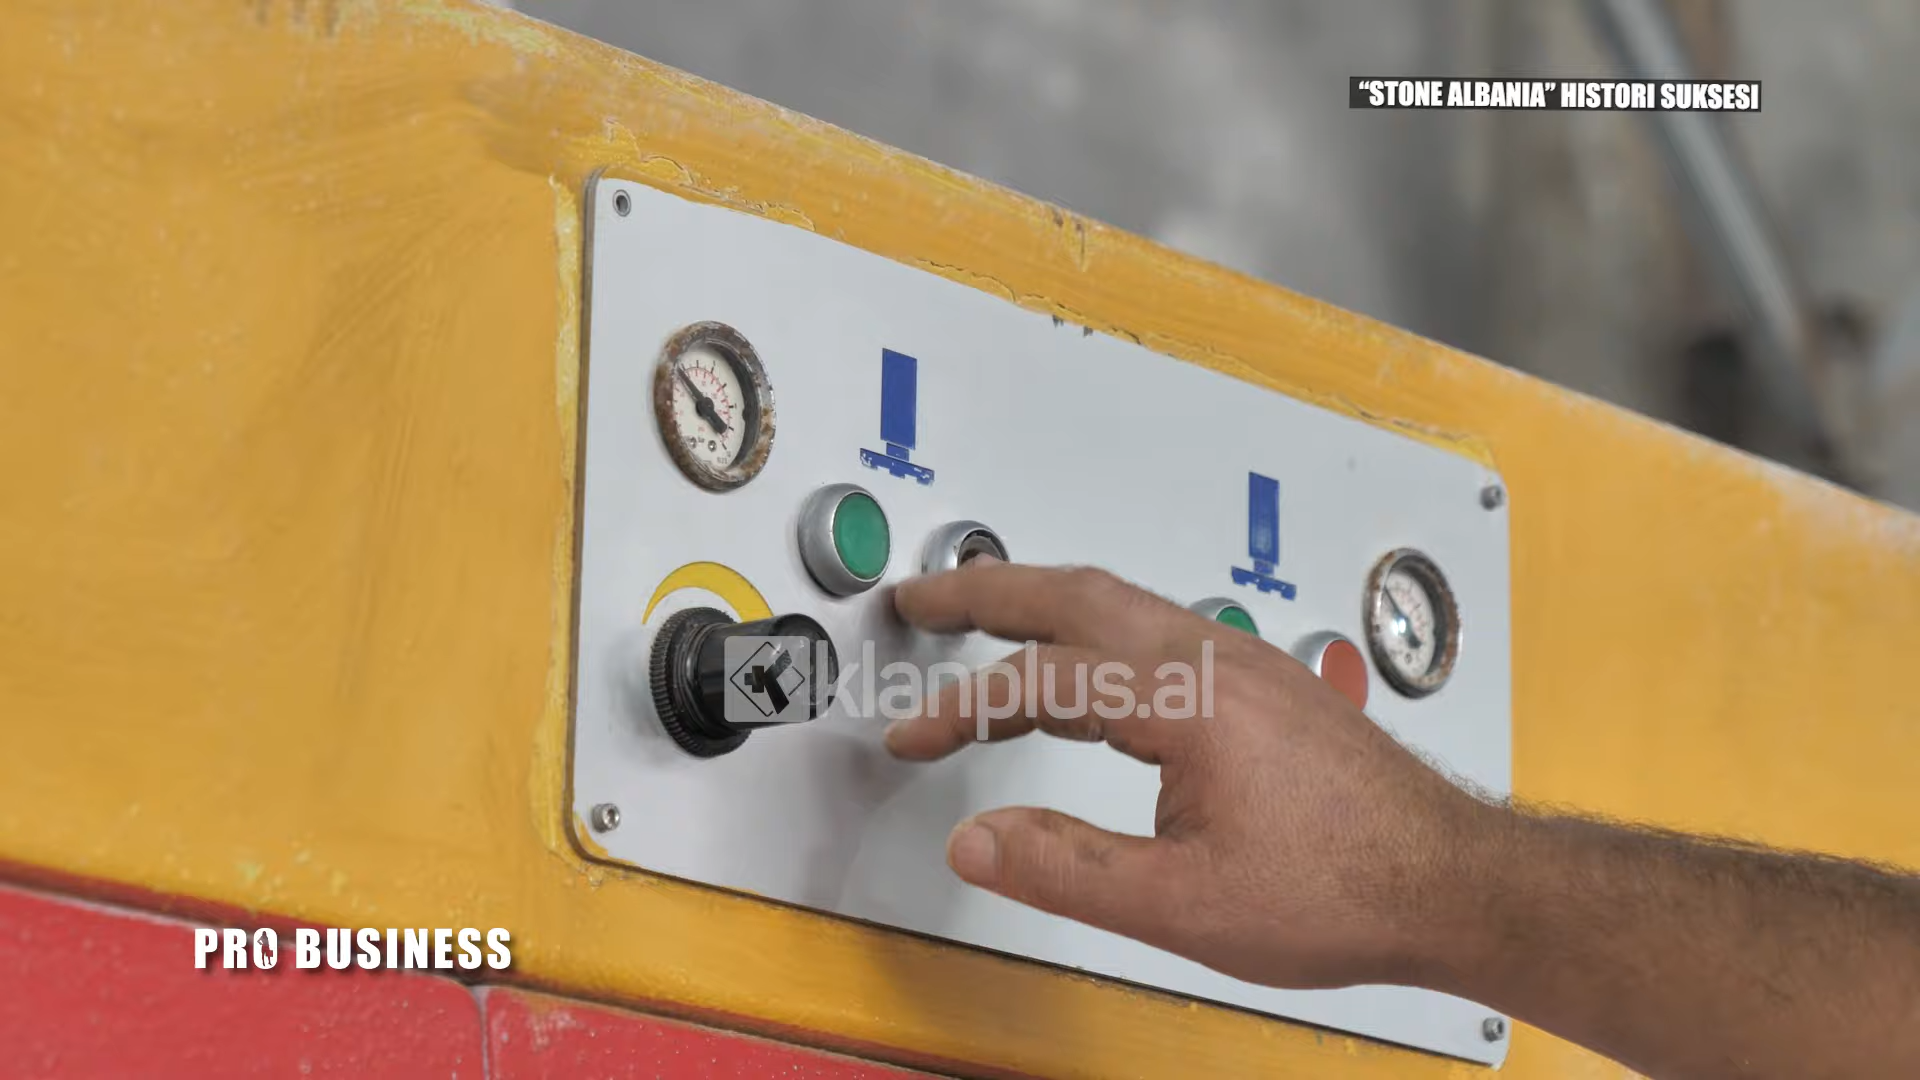 “STONE ALBANIA” HISTORI SUKSESI
klanplus.al
PRO BUSINESS